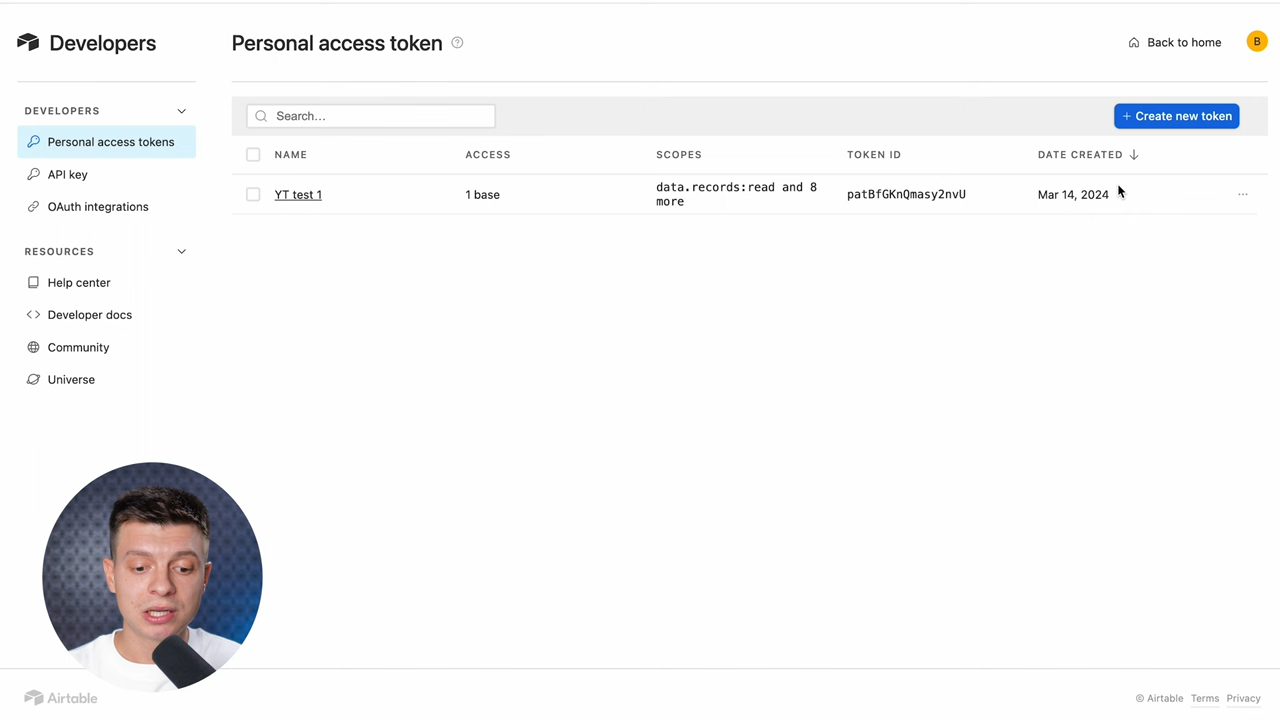 Developers
Personal access token
Back to home
B
DEVELOPERS
Search...
+ Create new token
Personal access tokens
NAME
ACCESS
SCOPES
TOKEN ID
DATE CREATED
API key
YT test 1
1 base
data.records:read and 8
more
patBfGKnQmasy2nvU
Mar 14, 2024
OAuth integrations
RESOURCES
Help center
Developer docs
Community
Universe
Airtable
© Airtable
Terms
Privacy